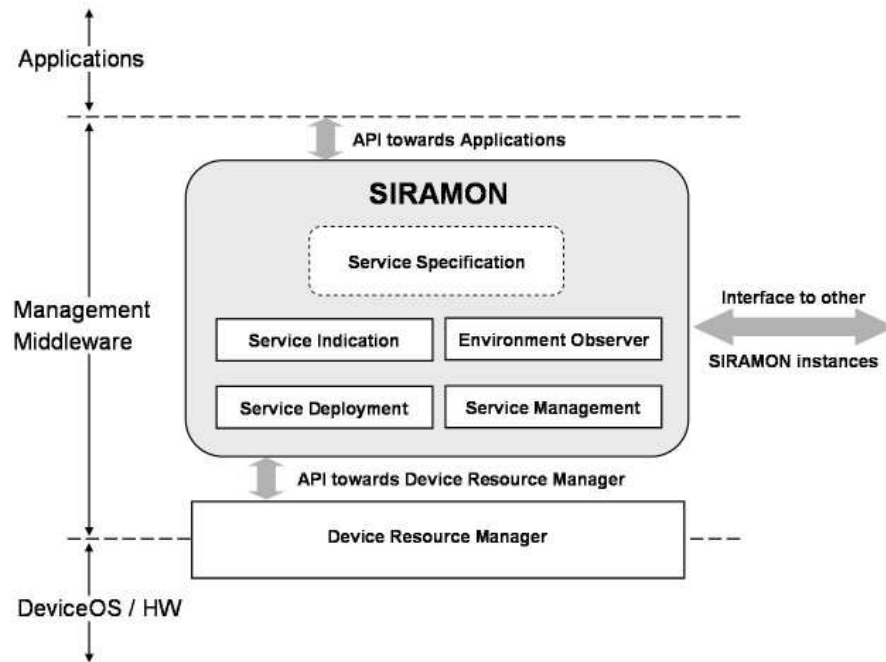 Applications
API towards Applications
SIRAMON
Service Specification
Management
Middleware
Interface to other
SIRAMON instances
Service Indication
Environment Observer
Service Deployment
Service Management
API towards Device Resource Manager
Device Resource Manager
DeviceOS / HW